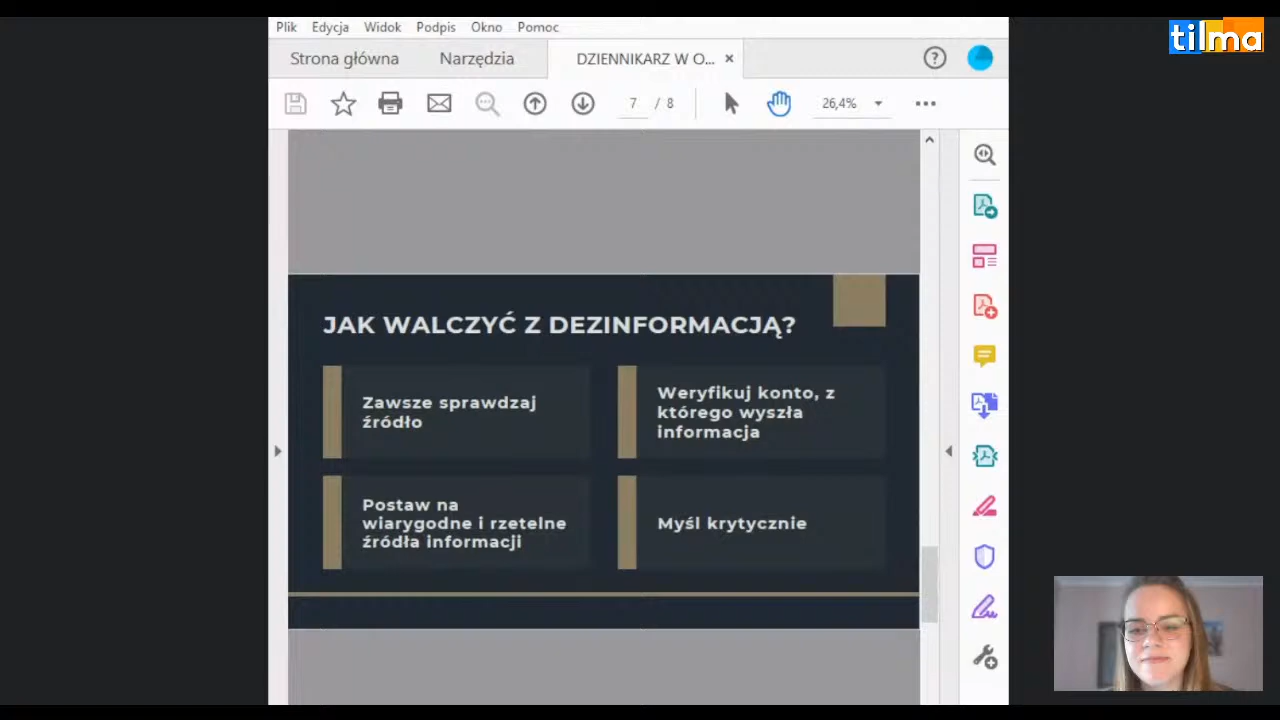 Plik Edycja Widok Podpis Okno Pomoc
tilma
Strona główna Narzędzia DZIENNIKARZ W O... ×
7 / 8 26,4%
JAK WALCZYĆ Z DEZINFORMACJĄ?
Zawsze sprawdzaj
źródło
Weryfikuj konto, z
którego wyszła
informacja
Postaw na
wiarygodne i rzetelne
źródła informacji
Myśl krytycznie